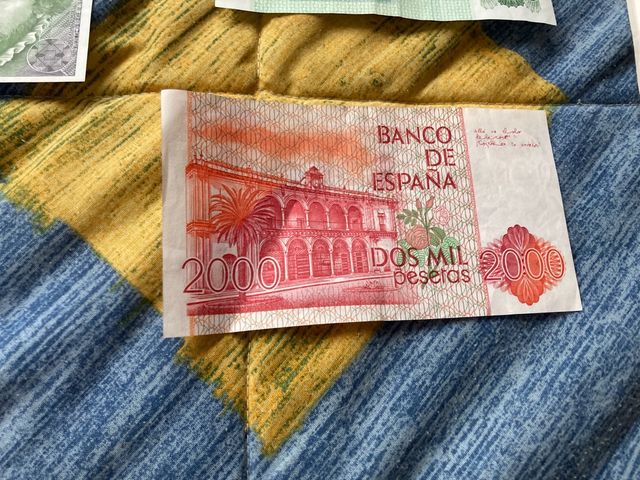 BANCO
DE
ESPAÑA
2000
DOS MIL
pesetas
2000